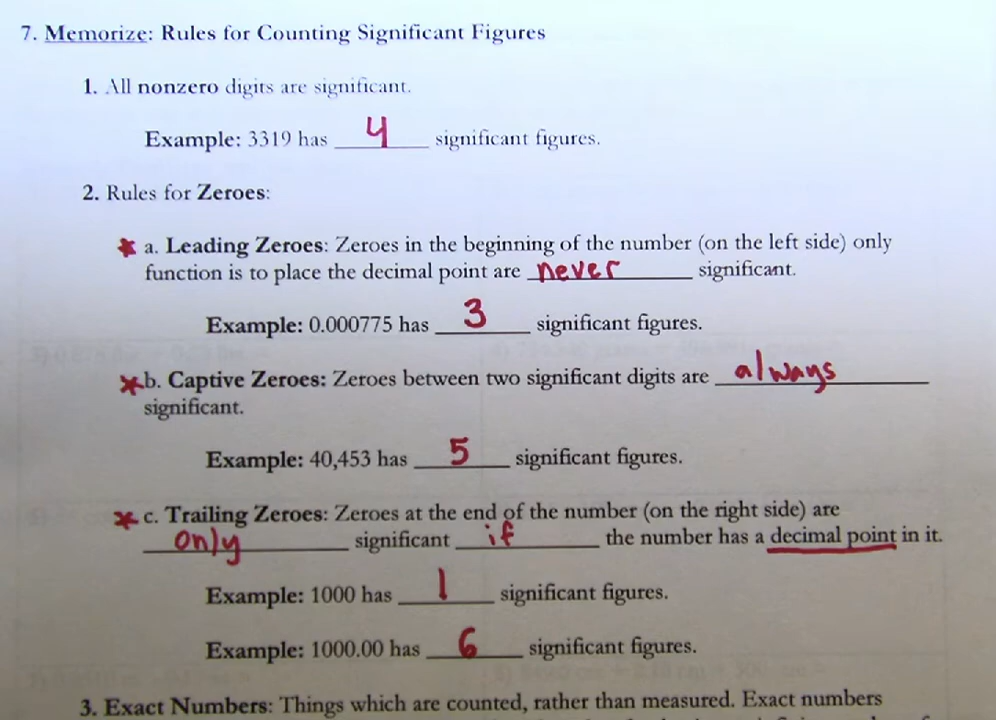 7. Memorize: Rules for Counting Significant Figures
1. All nonzero digits are significant.
Example: 3319 has 4 significant figures.
2. Rules for Zeroes:
* a. Leading Zeroes: Zeroes in the beginning of the number (on the left side) only
function is to place the decimal point are never significant.
Example: 0.000775 has 3 significant figures.
* b. Captive Zeroes: Zeroes between two significant digits are always
significant.
Example: 40,453 has 5 significant figures.
* c. Trailing Zeroes: Zeroes at the end of the number (on the right side) are
only significant if the number has a decimal point in it.
Example: 1000 has 1 significant figures.
Example: 1000.00 has 6 significant figures.
3. Exact Numbers: Things which are counted, rather than measured. Exact numbers